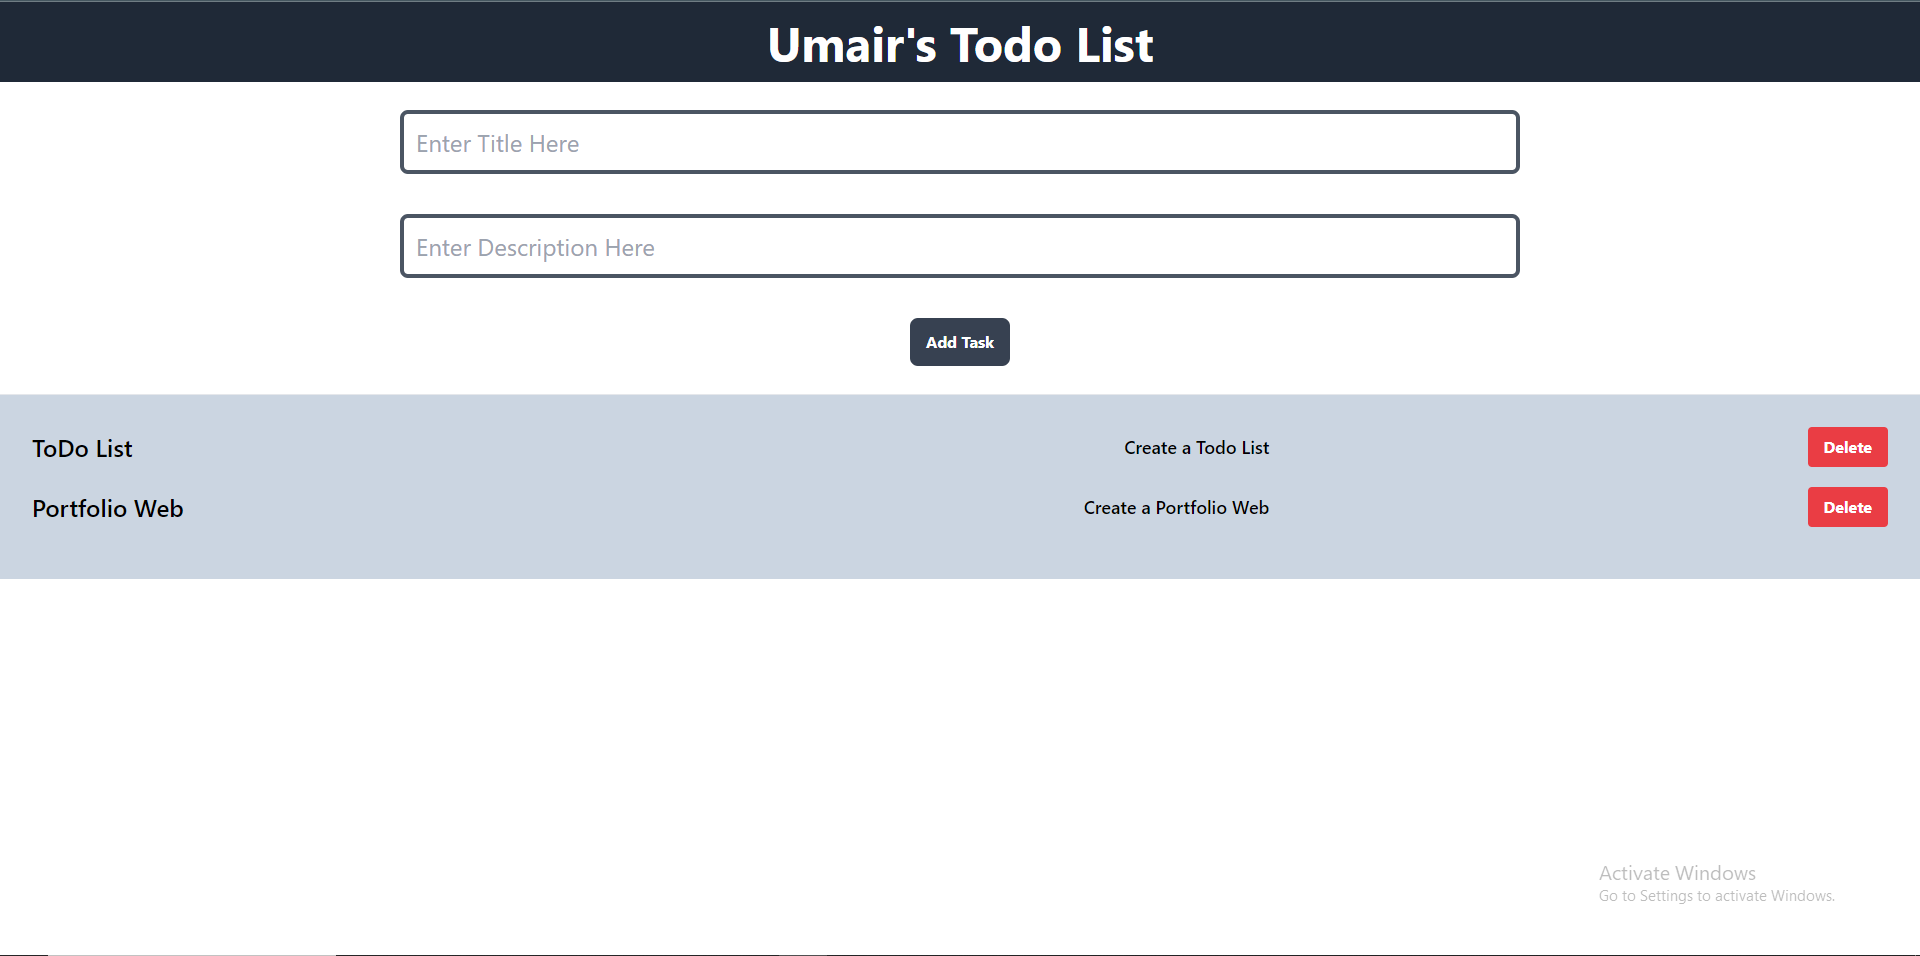 Umair's Todo List
Enter Title Here
Enter Description Here
Add Task
ToDo List Create a Todo List Delete
Portfolio Web Create a Portfolio Web Delete
Activate Windows
Go to Settings to activate Windows.